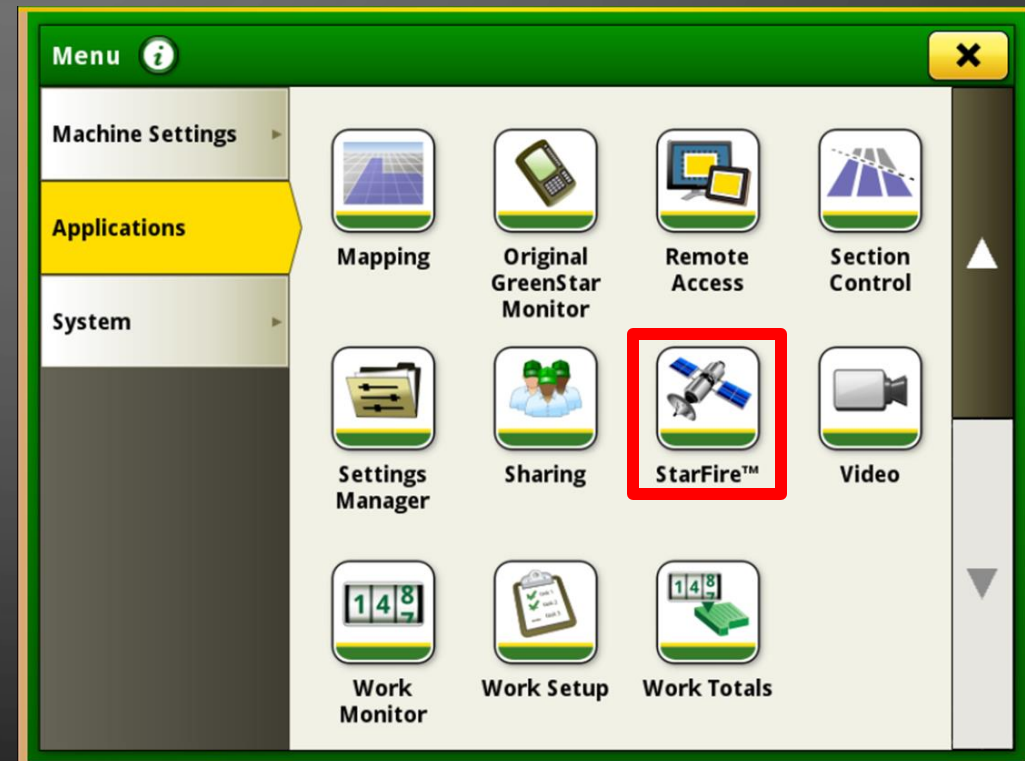 Menu i
Machine Settings
Applications
System
Mapping
Original
GreenStar
Monitor
Remote
Access
Section
Control
Settings
Manager
Sharing
StarFire™
Video
1 4 8
7
Work
Monitor
Work Setup
1 4 8
7
Work Totals